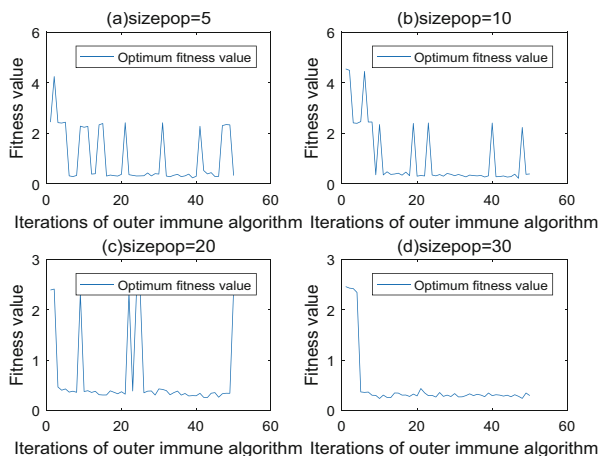 (a)sizepop=5
Fitness value
6
4
2
0
Optimum fitness value
0
20
40
60
Iterations of outer immune algorithm
(b)sizepop=10
Fitness value
6
4
2
0
Optimum fitness value
0
20
40
60
Iterations of outer immune algorithm
(c)sizepop=20
Fitness value
3
2
1
0
Optimum fitness value
0
20
40
60
Iterations of outer immune algorithm
(d)sizepop=30
Fitness value
3
2
1
0
Optimum fitness value
0
20
40
60
Iterations of outer immune algorithm